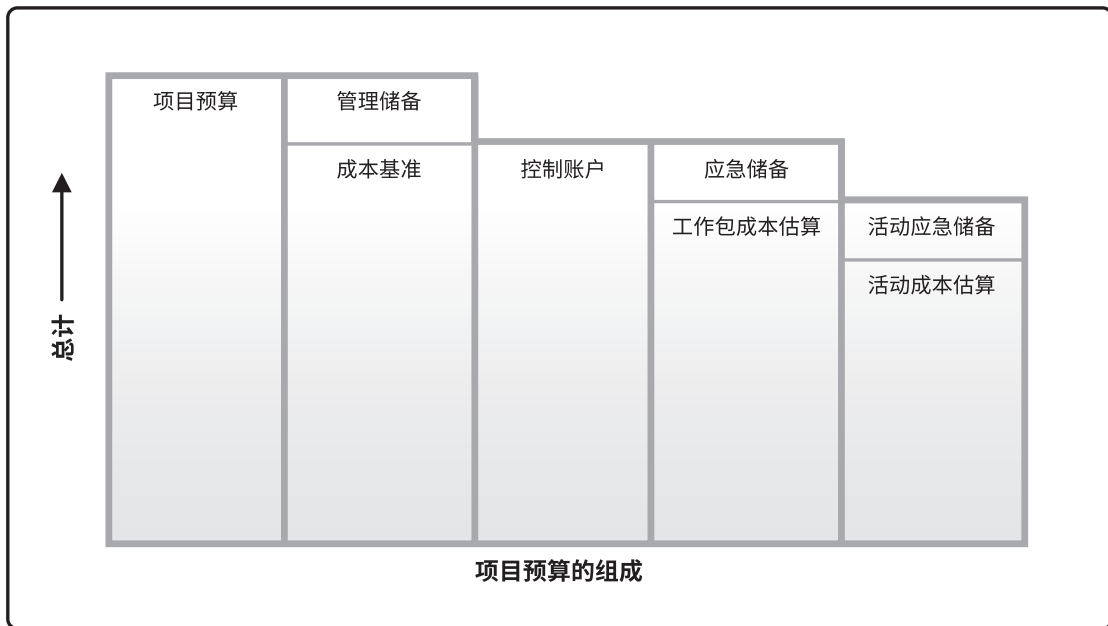 项目预算
管理储备
成本基准
控制账户
应急储备
工作包成本估算
活动应急储备
活动成本估算
总计
项目预算的组成